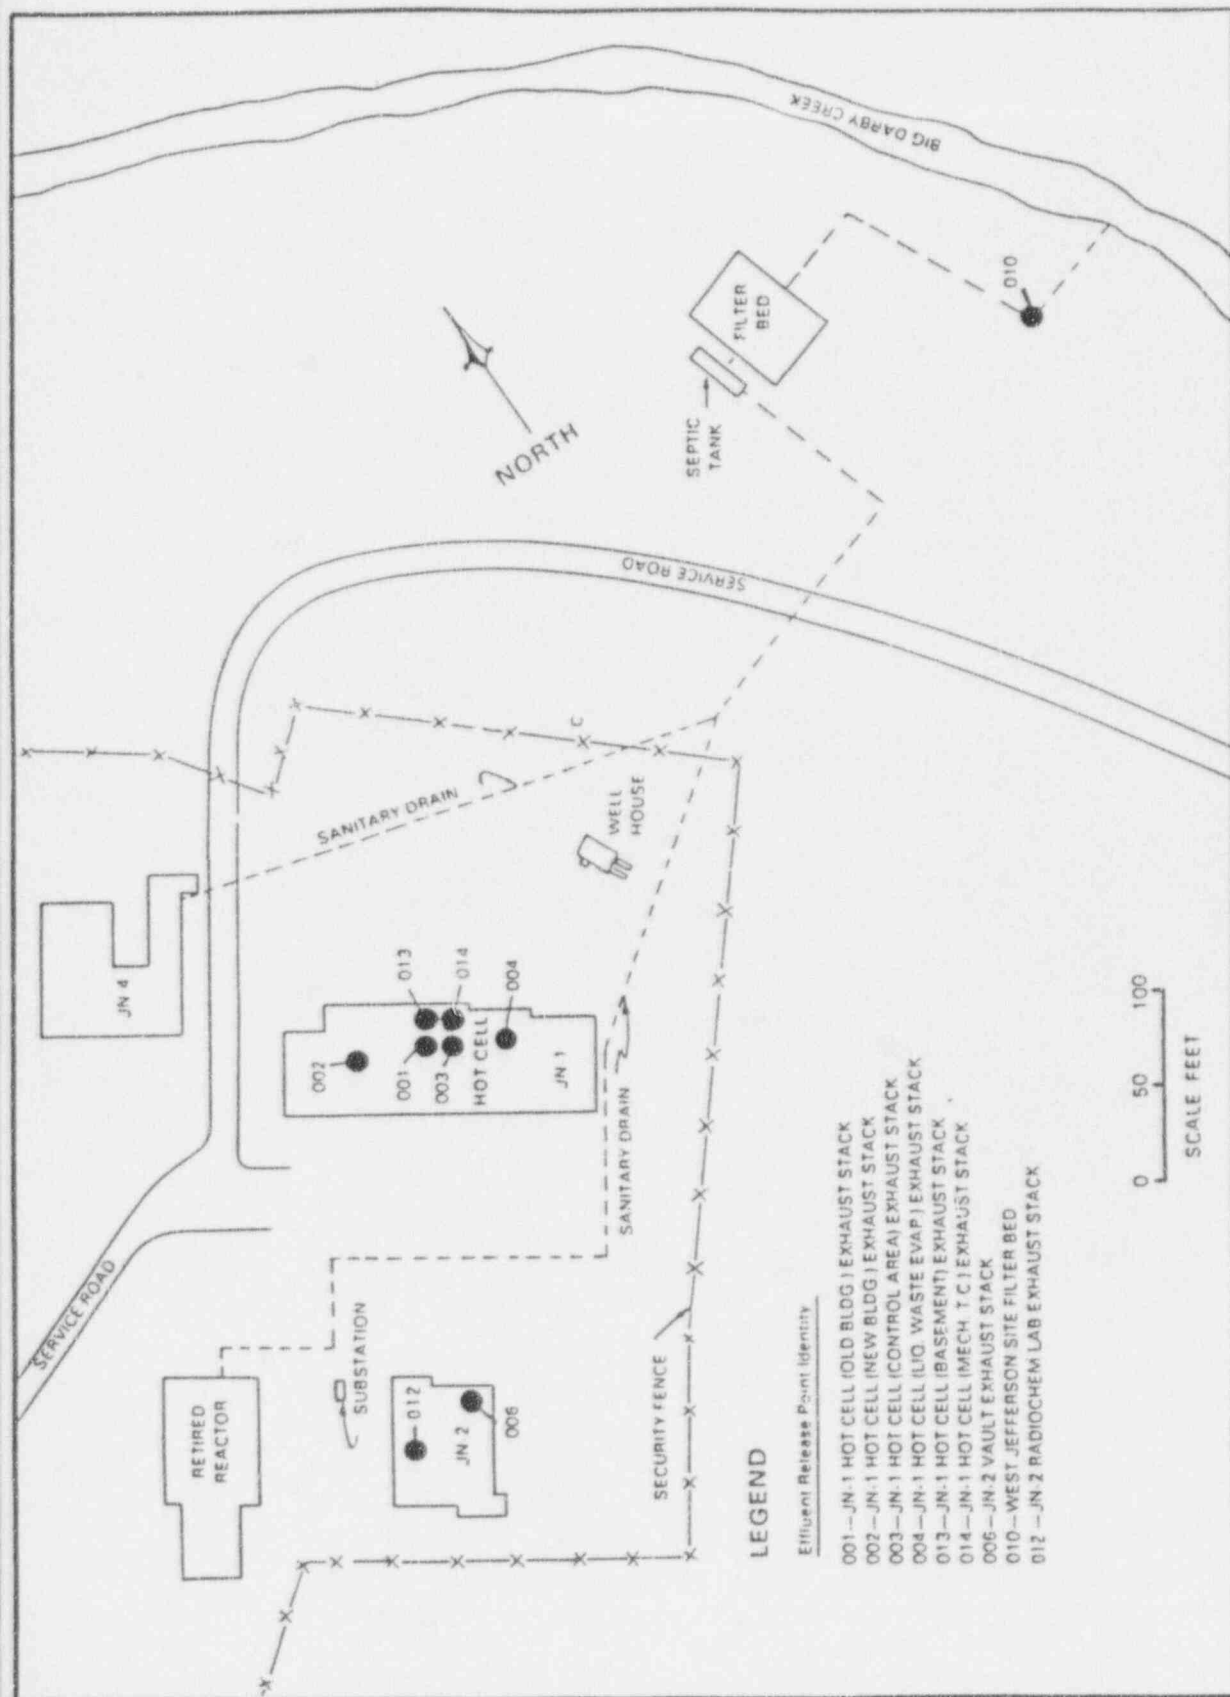 SERVICE ROAD
RETIRED
REACTOR
SUBSTATION
012
JN 2
006
SECURITY FENCE
JN 4
SANITARY DRAIN
002
001
003
013
014
004
HOT CELL
JN 1
SANITARY DRAIN
WELL
HOUSE
C
SERVICE ROAD
NORTH
SEPTIC
TANK
FILTER
BED
010
BIG DARBY CREEK
LEGEND
Effluent Release Point Identity
001—JN-1 HOT CELL (OLD BLDG) EXHAUST STACK
002—JN-1 HOT CELL (NEW BLDG) EXHAUST STACK
003—JN-1 HOT CELL (CONTROL AREA) EXHAUST STACK
004—JN-1 HOT CELL (LIQ. WASTE EVAP) EXHAUST STACK
013—JN-1 HOT CELL (BASEMENT) EXHAUST STACK
014—JN-1 HOT CELL (MECH. T.C.) EXHAUST STACK
006—JN-2 VAULT EXHAUST STACK
010—WEST JEFFERSON SITE FILTER BED
012—JN-2 RADIOCHEM LAB EXHAUST STACK
0 50 100
SCALE FEET